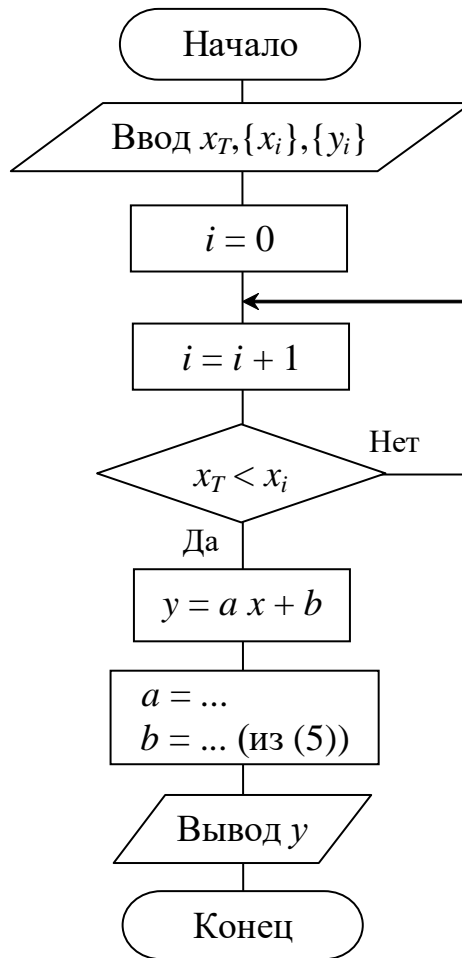 Начало
Ввод x_T,{x_i},{y_i}
i = 0
i = i + 1
Нет
x_T < x_i
Да
y = a x + b
a = ...
b = ... (из (5))
Вывод y
Конец